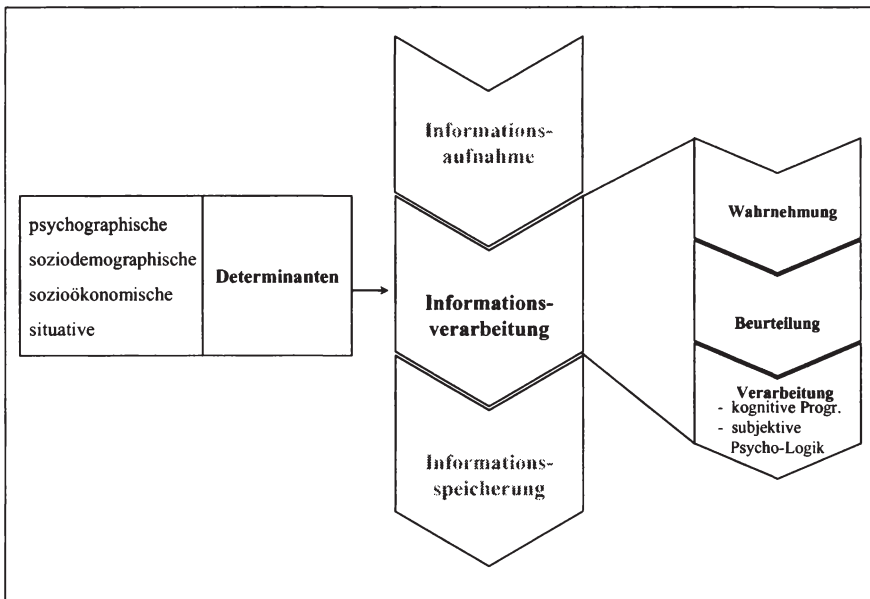 psychographische
soziodemographische
sozioökonomische
situative
Determinanten
Informations-
aufnahme
Informations-
verarbeitung
Informations-
speicherung
Wahrnehmung
Beurteilung
Verarbeitung
- kognitive Progr.
- subjektive
Psycho-Logik